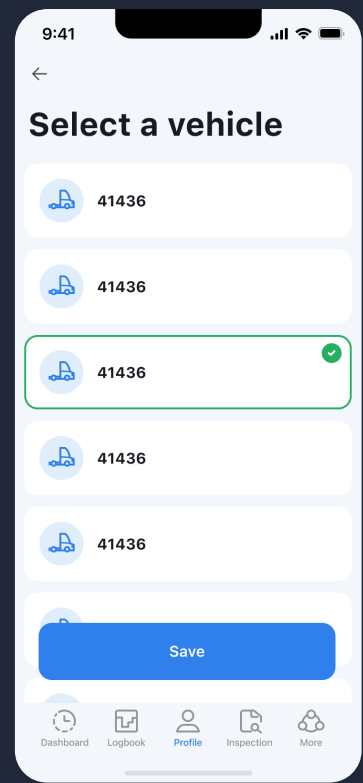 9:41
Select a vehicle
41436
41436
41436
41436
41436
Save
Dashboard
Logbook
Profile
Inspection
More